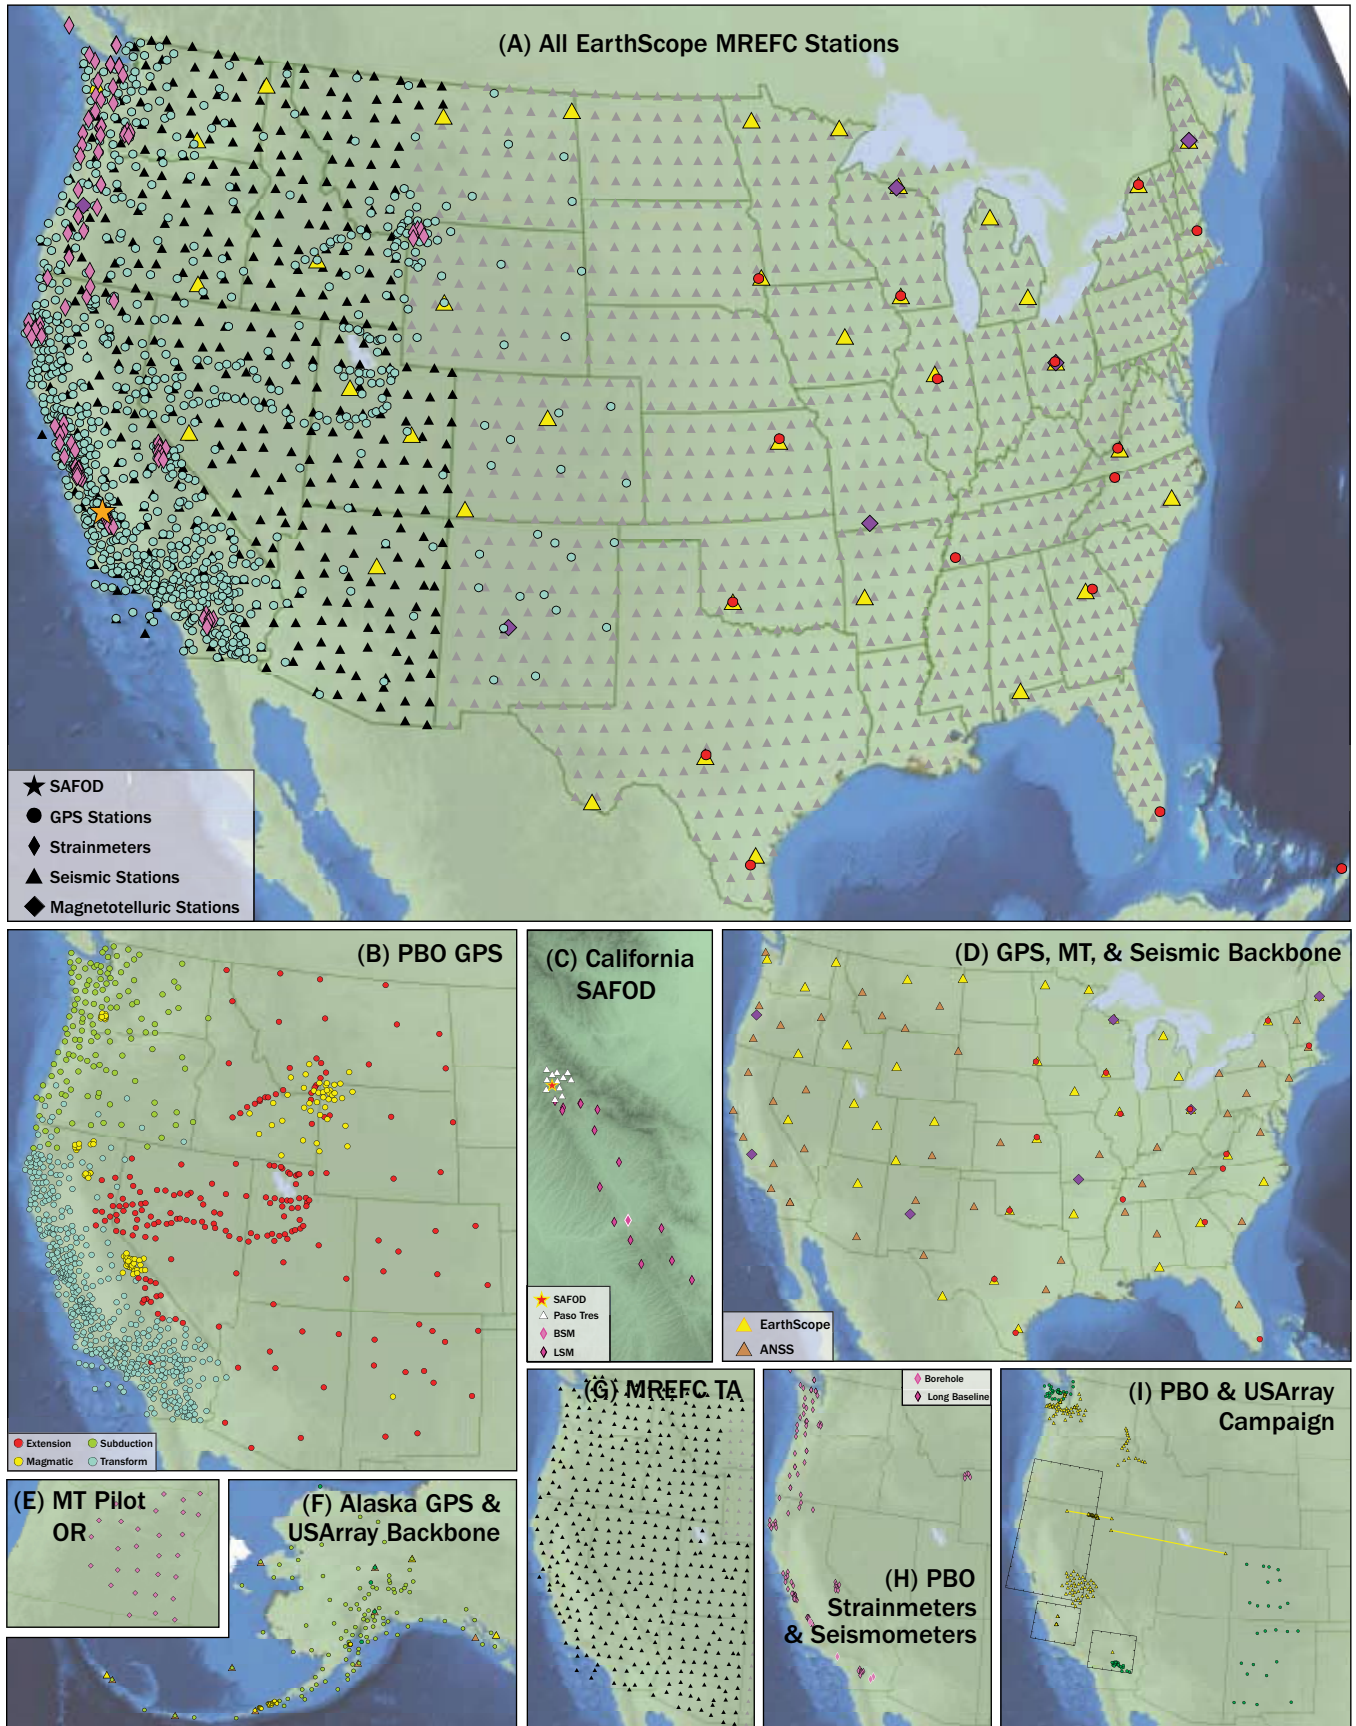 (A) All EarthScope MREFC Stations
SAFOD
GPS Stations
Strainmeters
Seismic Stations
Magnetotelluric Stations
(B) PBO GPS
Extension
Subduction
Magmatic
Transform
(C) California
SAFOD
SAFOD
Paso Tres
BSM
LSM
(D) GPS, MT, & Seismic Backbone
EarthScope
ANSS
(E) MT Pilot
OR
(F) Alaska GPS &
USArray Backbone
(G) MREFC TA
Borehole
Long Baseline
(H) PBO
Strainmeters
& Seismometers
(I) PBO & USArray
Campaign